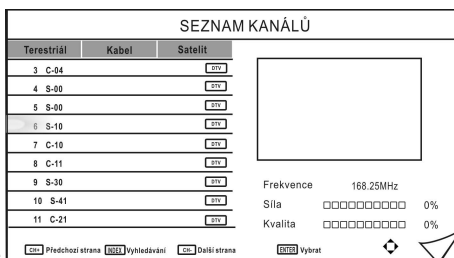 SEZNAM KANÁLŮ
Terestriál Kabel Satelit
3 C-04 DTV
4 S-00 DTV
5 S-00 DTV
6 S-10 DTV
7 C-10 DTV
8 C-11 DTV
9 S-30 DTV
10 S-41 DTV
11 C-21 DTV
Frekvence 168.25MHz
Síla 0%
Kvalita 0%
CH+ Předchozí strana INDEX Vyhledávání CH- Další strana ENTER Vybrat